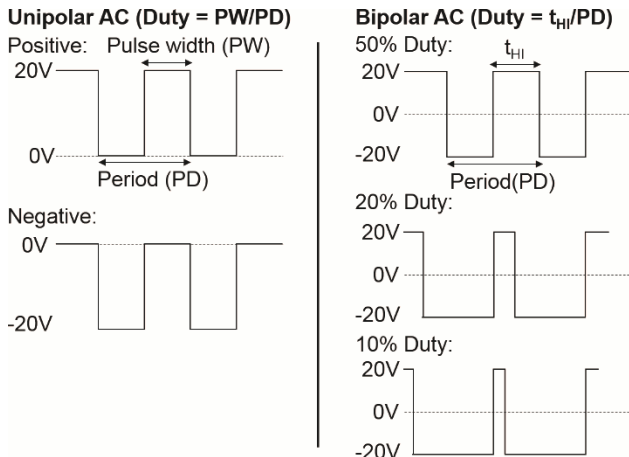 Unipolar AC (Duty = PW/PD)
Positive:
Pulse width (PW)
20V
0V
Period (PD)
Negative:
0V
-20V
Bipolar AC (Duty = tHI/PD)
50% Duty:
tHI
20V
0V
-20V
Period(PD)
20% Duty:
20V
0V
-20V
10% Duty:
20V
0V
-20V